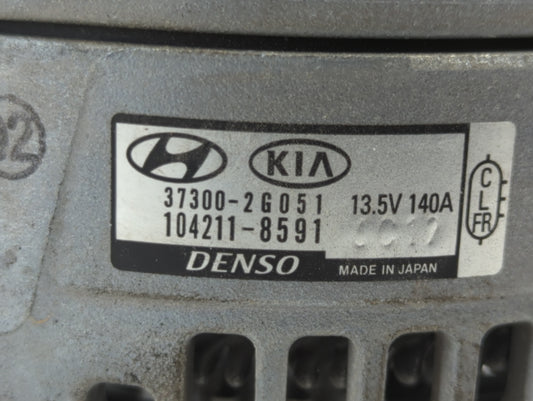 KIA
37300-2G051 13.5V 140A
104211-8591
DENSO MADE IN JAPAN
C
L
FR